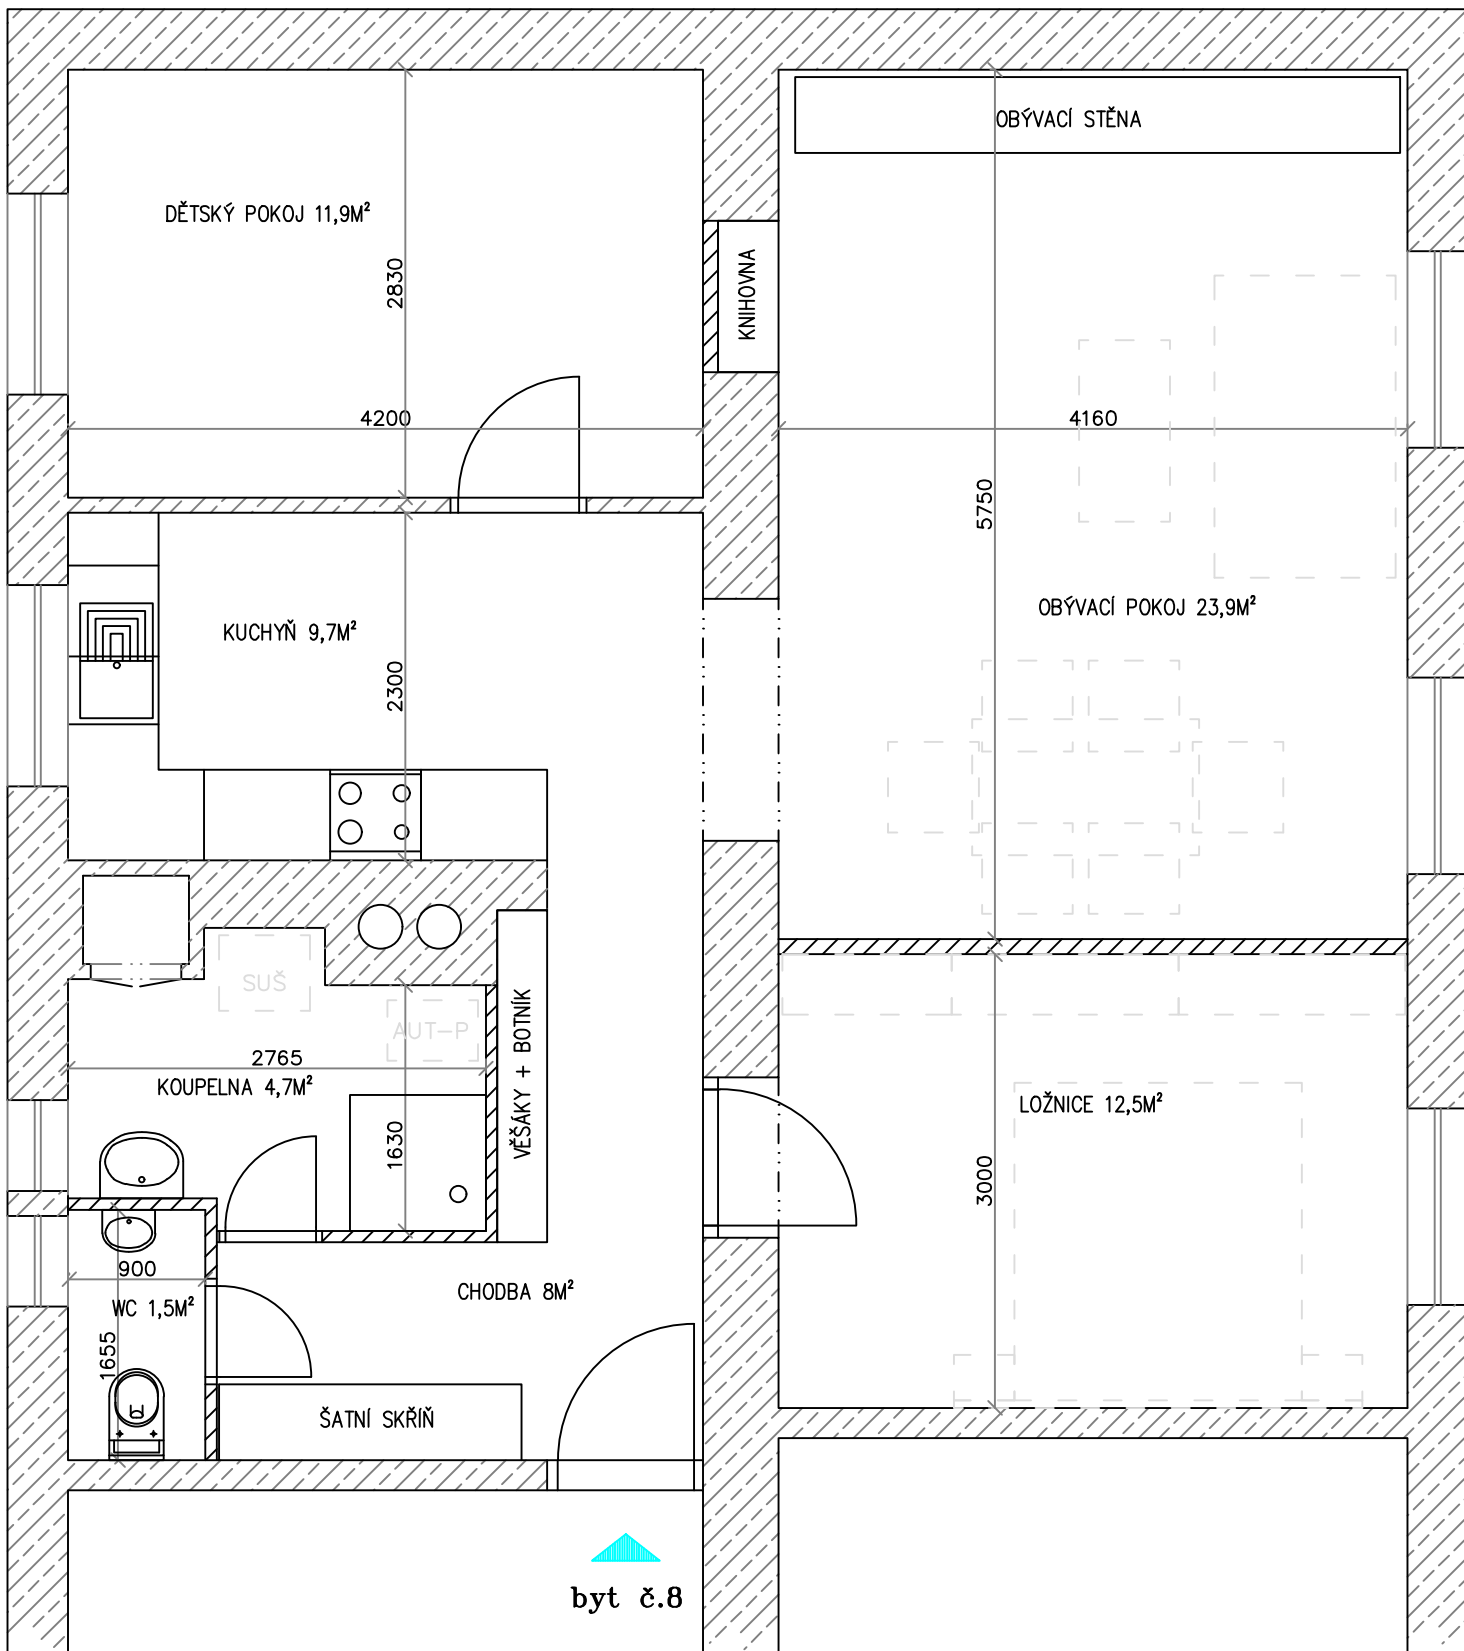 OBÝVACÍ STĚNA
DĚTSKÝ POKOJ 11,9M²
2830
KNIHOVNA
4200
4160
5750
OBÝVACÍ POKOJ 23,9M²
KUCHYŇ 9,7M²
2300
SUŠ
AUT-P
VĚŠÁKY + BOTNÍK
2765
KOUPELNA 4,7M²
LOŽNICE 12,5M²
1630
3000
900
CHODBA 8M²
WC 1,5M²
1655
ŠATNÍ SKŘÍŇ
byt č.8